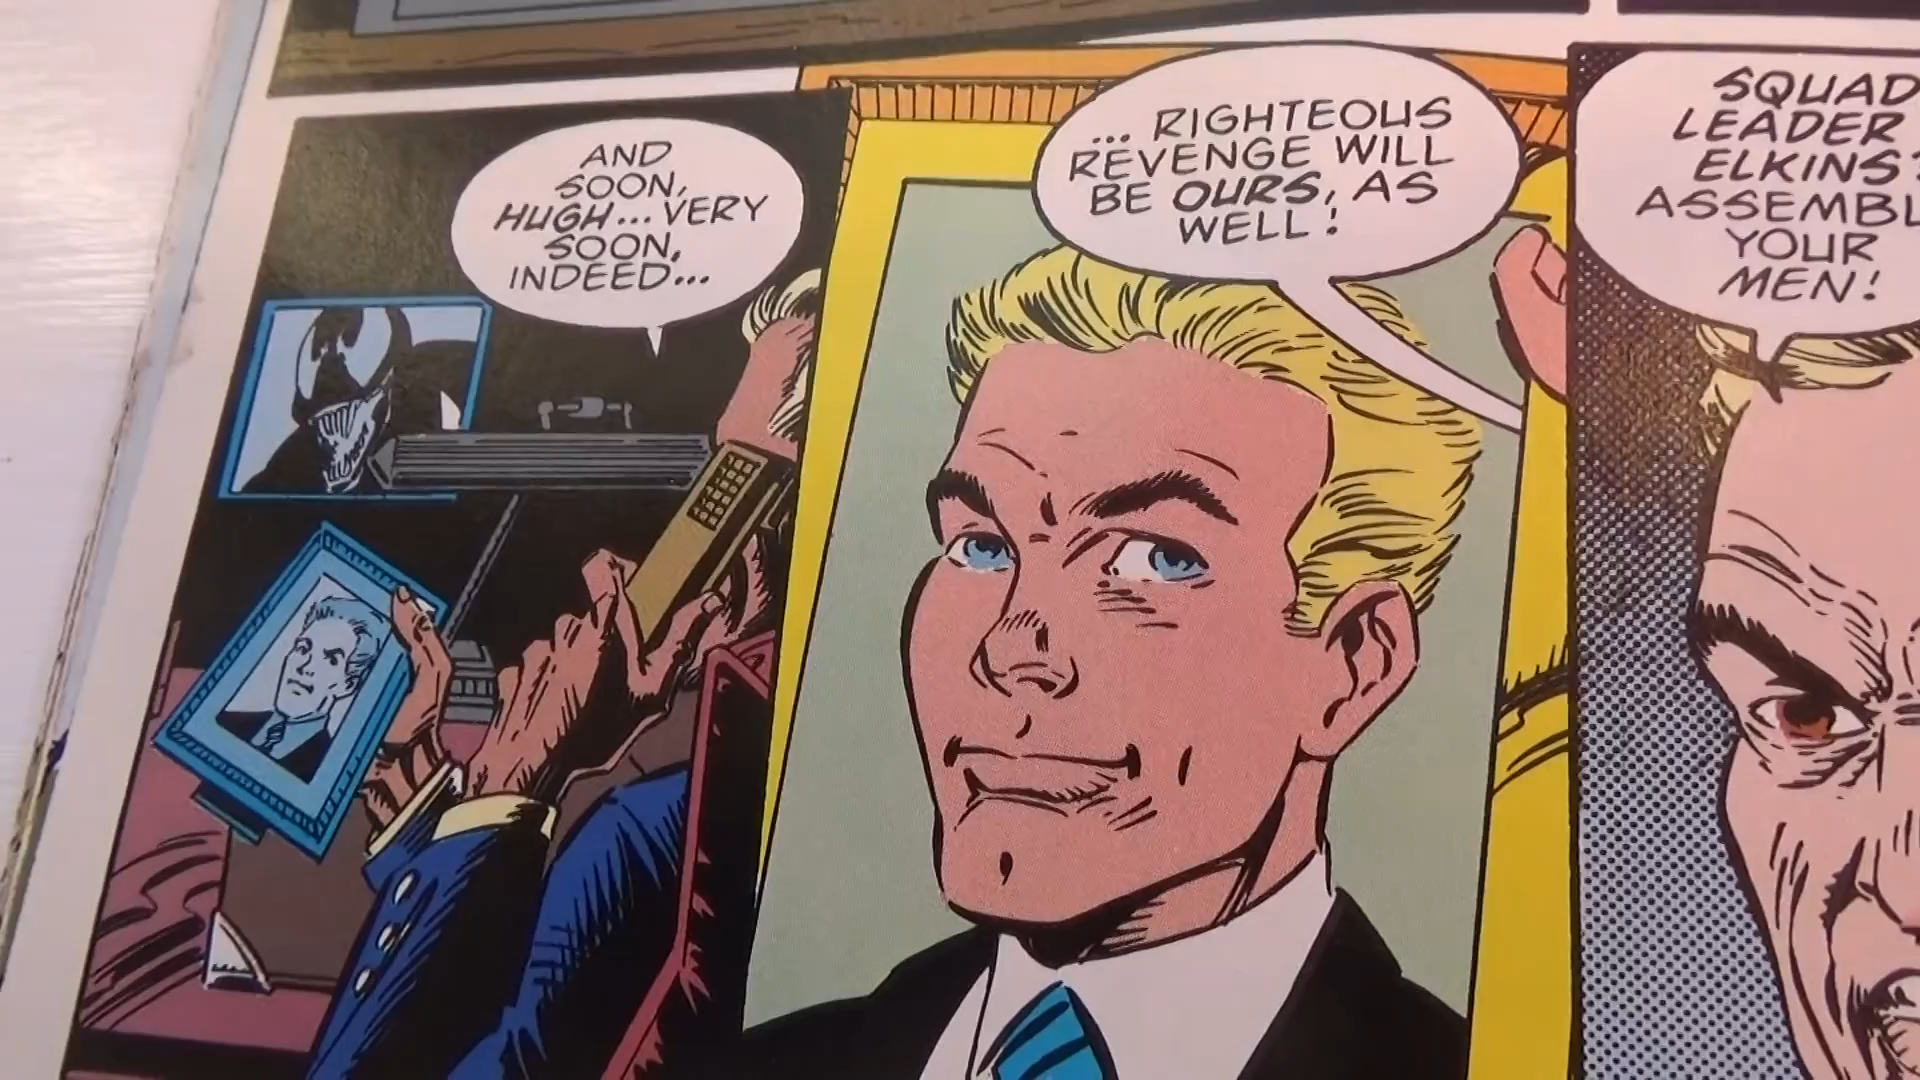 AND
SOON,
HUGH... VERY
SOON,
INDEED...
... RIGHTEOUS
REVENGE WILL
BE OURS, AS
WELL!
SQUAD
LEADER
ELKINS?
ASSEMBL
YOUR
MEN!